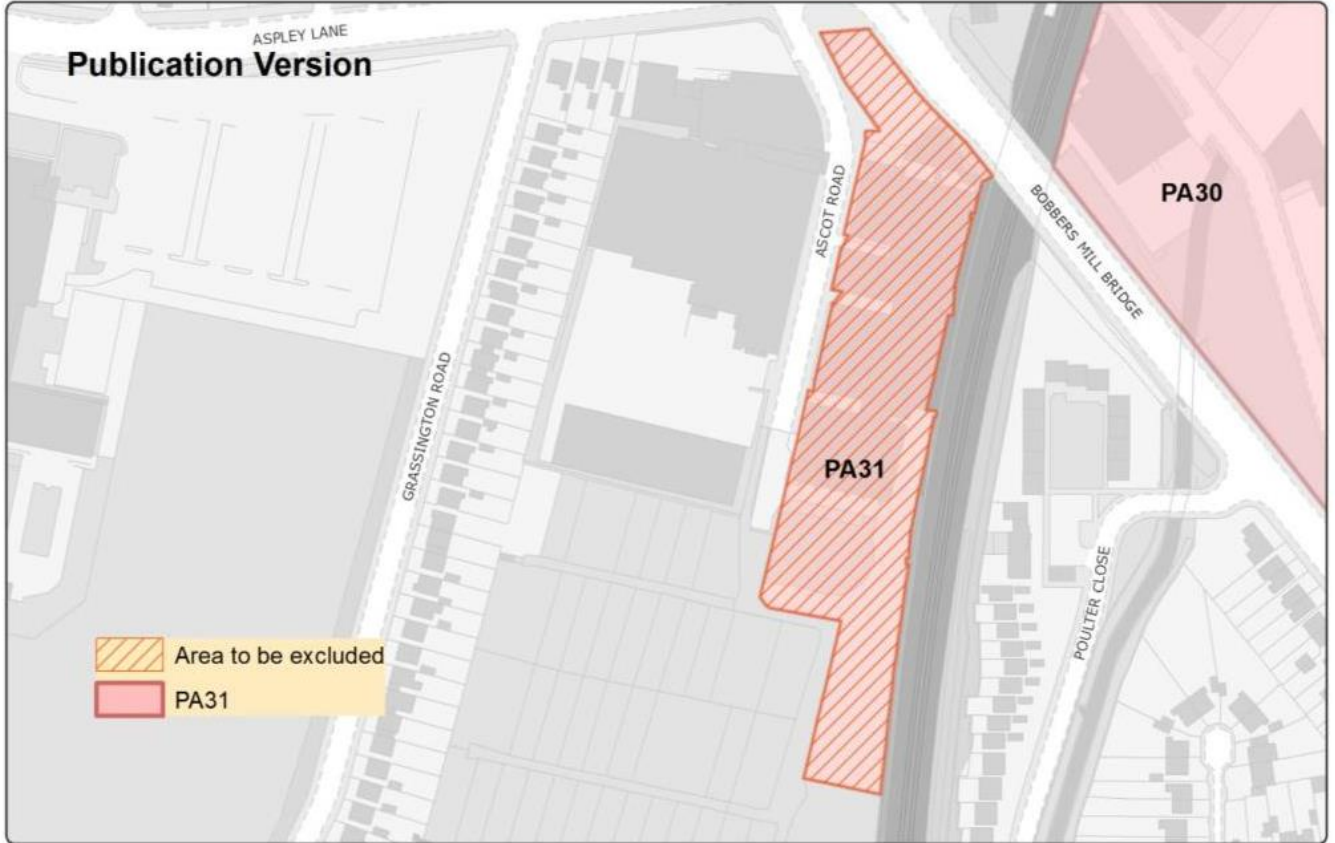 ASPLEY LANE
Publication Version
PA30
ASCOT ROAD
BOBBERS MILL BRIDGE
GRASSINGTON ROAD
PA31
POULTER CLOSE
Area to be excluded
PA31